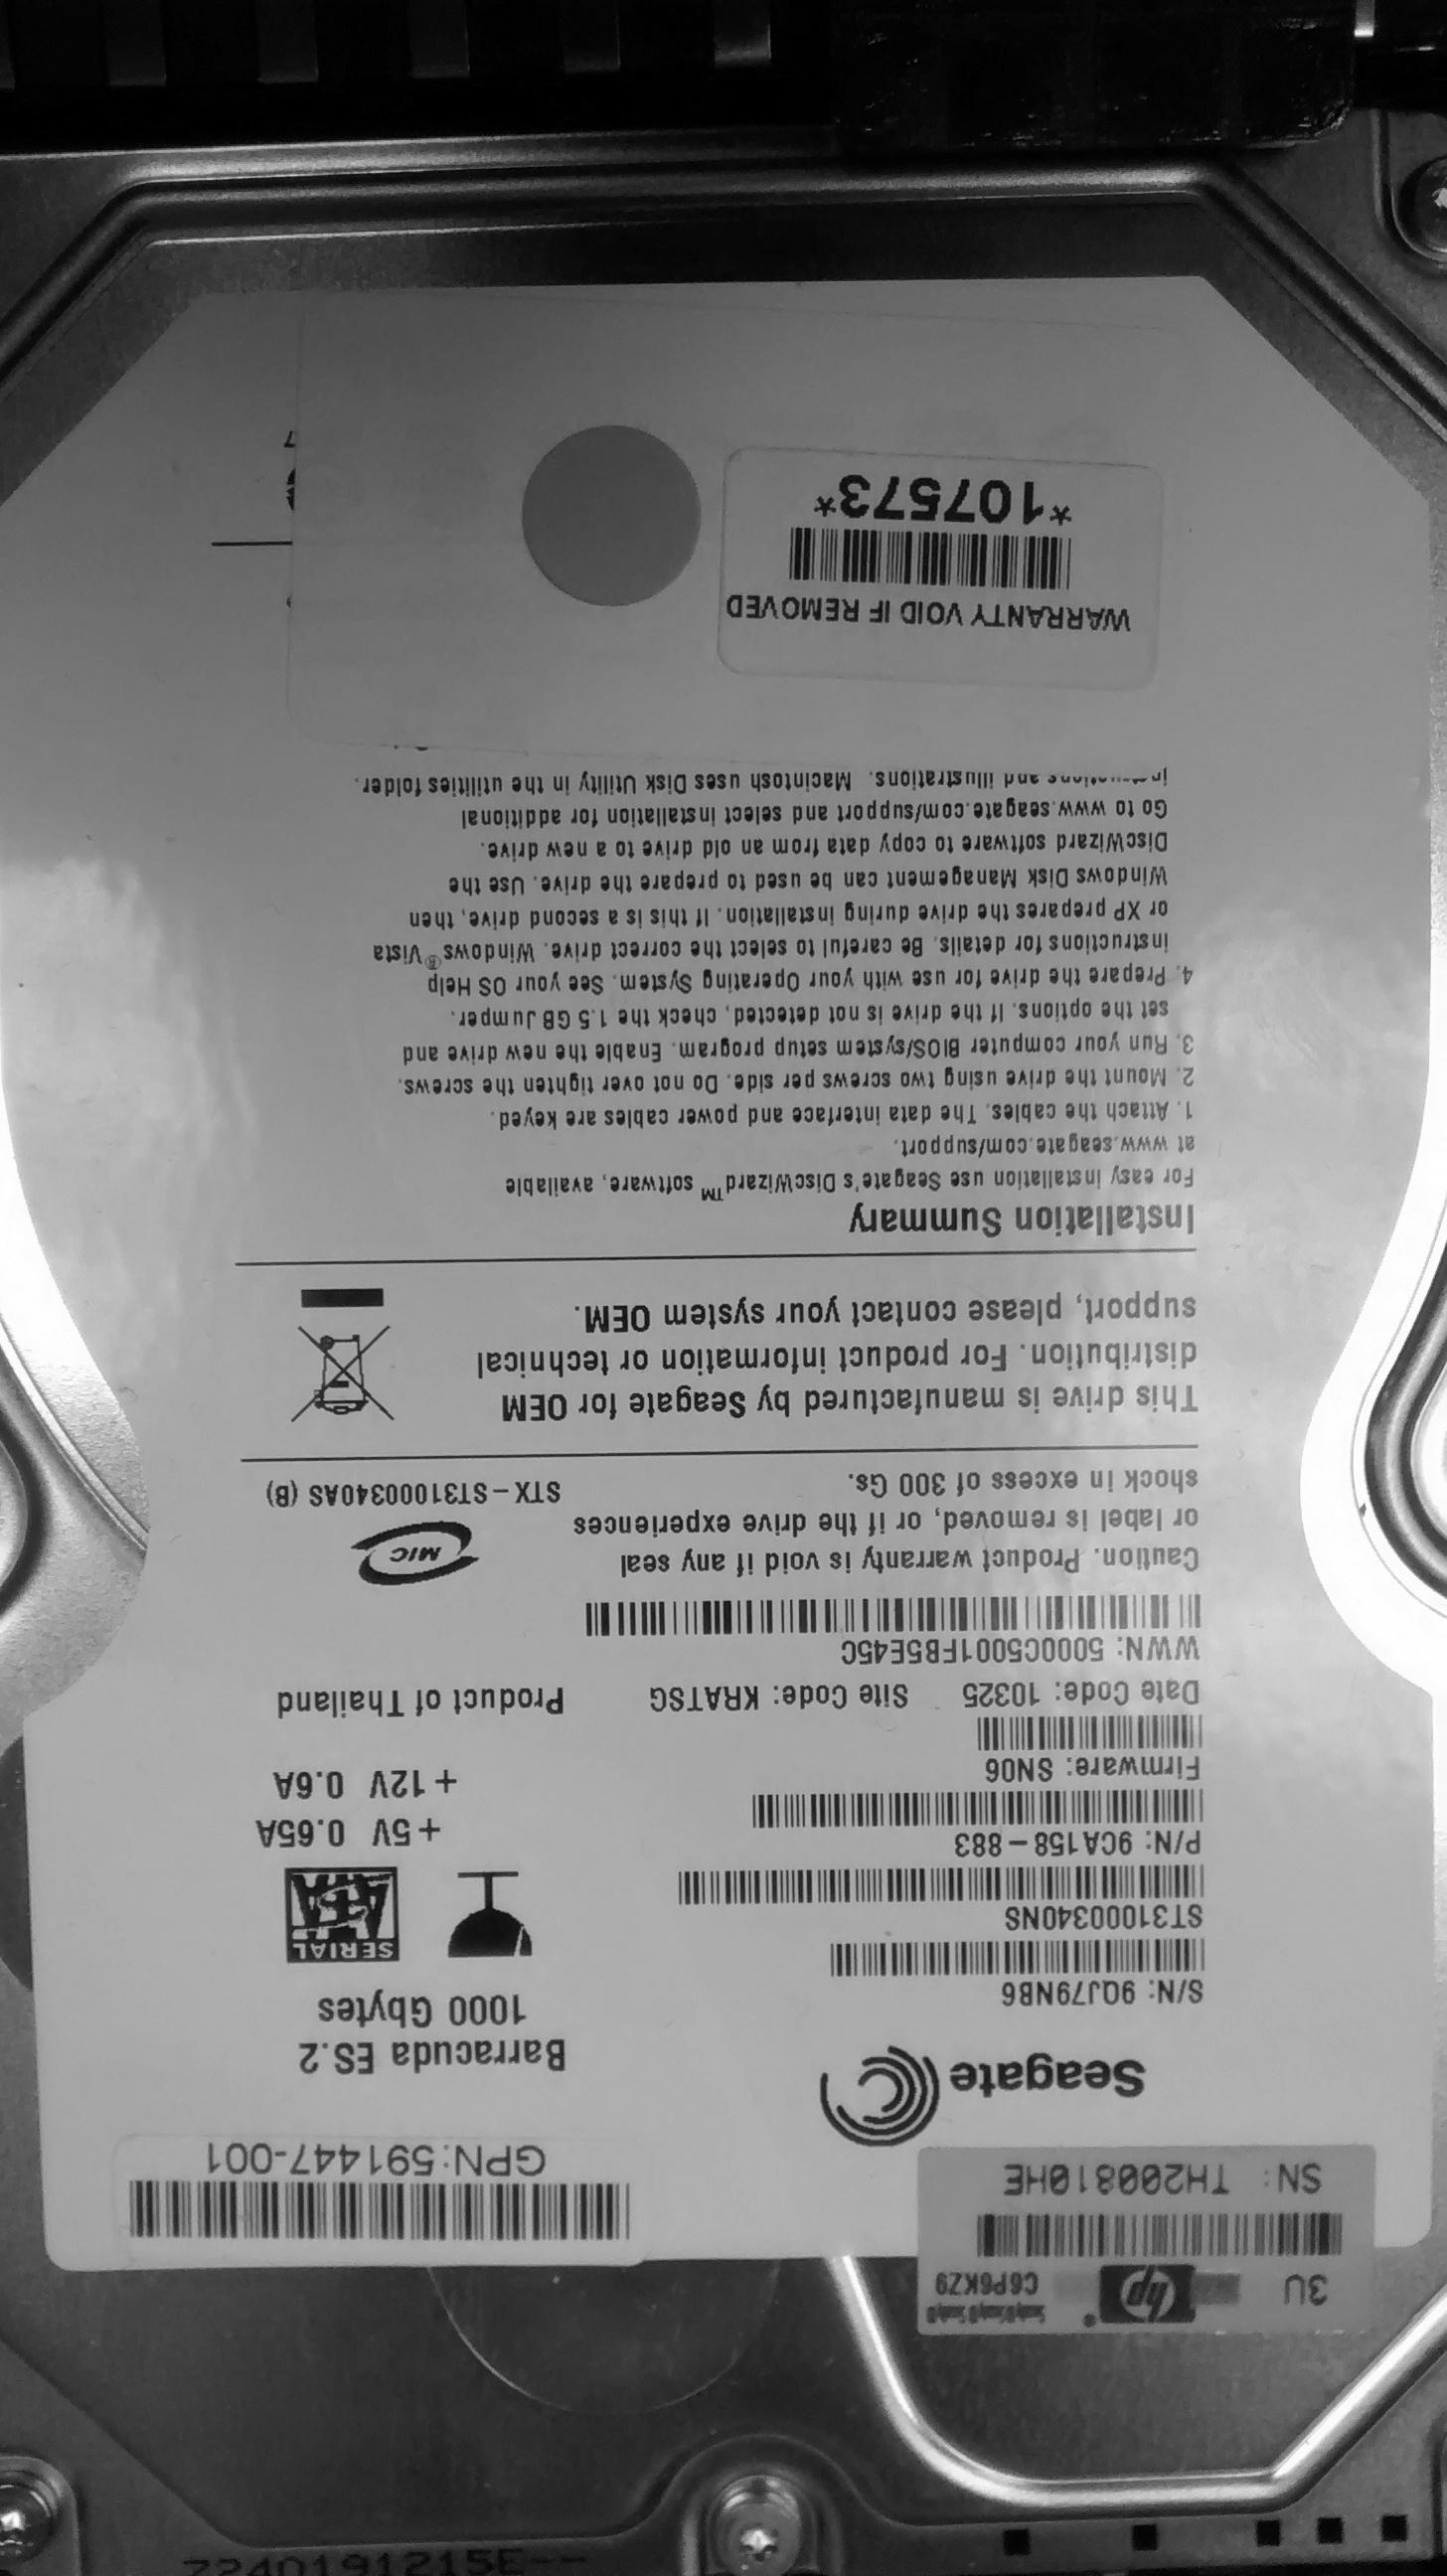 3U hp C6P6KZ9
SN: TH200810HE
GPN:591447-001
Seagate
Barracuda ES.2
1000 Gbytes
S/N: 9QJ79NB6
ST31000340NS
SERIAL
ATA
P/N: 9CA158-883
+5V 0.65A
Firmware: SN06
+12V 0.6A
Date Code: 10325 Site Code: KRATSG
Product of Thailand
WWN: 5000C5001FB5E45C
Caution. Product warranty is void if any seal
or label is removed, or if the drive experiences
shock in excess of 300 Gs.
MIC
STX-ST31000340AS (B)
This drive is manufactured by Seagate for OEM
distribution. For product information or technical
support, please contact your system OEM.
Installation Summary
For easy installation use Seagate's DiscWizard™ software, available
at www.seagate.com/support.
1. Attach the cables. The data interface and power cables are keyed.
2. Mount the drive using two screws per side. Do not over tighten the screws.
3. Run your computer BIOS/system setup program. Enable the new drive and
set the options. If the drive is not detected, check the 1.5 GB Jumper.
4. Prepare the drive for use with your Operating System. See your OS Help
instructions for details. Be careful to select the correct drive. Windows® Vista
or XP prepares the drive during installation. If this is a second drive, then
Windows Disk Management can be used to prepare the drive. Use the
DiscWizard software to copy data from an old drive to a new drive.
Go to www.seagate.com/support and select installation for additional
instructions and illustrations. Macintosh uses Disk Utility in the utilities folder.
WARRANTY VOID IF REMOVED
*107573*